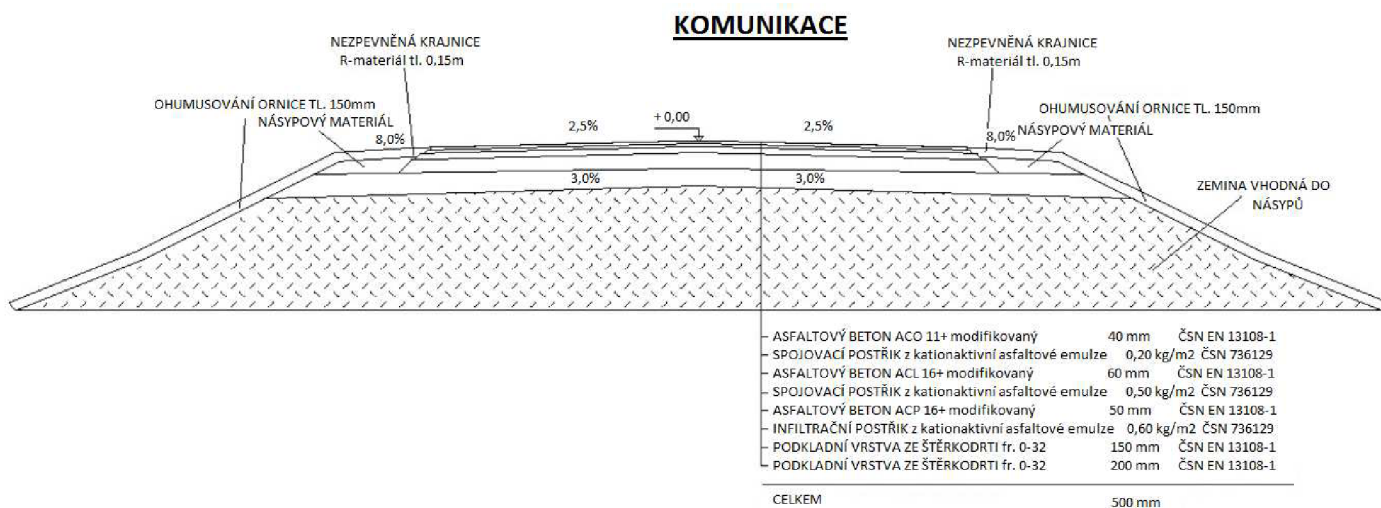 KOMUNIKACE
NEZPEVNĚNÁ KRAJNICE
R-materiál tl. 0,15m
NEZPEVNĚNÁ KRAJNICE
R-materiál tl. 0,15m
OHUMUSOVÁNÍ ORNICE TL. 150mm
NÁSYPOVÝ MATERIÁL
8,0%
2,5%
+ 0,00
2,5%
8,0%
OHUMUSOVÁNÍ ORNICE TL. 150mm
NÁSYPOVÝ MATERIÁL
3,0%
3,0%
ZEMINA VHODNÁ DO
NÁSYPŮ
ASFALTOVÝ BETON ACO 11+ modifikovaný 40 mm ČSN EN 13108-1
SPOJOVACÍ POSTŘIK z kationaktivní asfaltové emulze 0,20 kg/m2 ČSN 736129
ASFALTOVÝ BETON ACL 16+ modifikovaný 60 mm ČSN EN 13108-1
SPOJOVACÍ POSTŘIK z kationaktivní asfaltové emulze 0,50 kg/m2 ČSN 736129
ASFALTOVÝ BETON ACP 16+ modifikovaný 50 mm ČSN EN 13108-1
INFILTRAČNÍ POSTŘIK z kationaktivní asfaltové emulze 0,60 kg/m2 ČSN 736129
PODKLADNÍ VRSTVA ZE ŠTĚRKODRTI fr. 0-32 150 mm ČSN EN 13108-1
PODKLADNÍ VRSTVA ZE ŠTĚRKODRTI fr. 0-32 200 mm ČSN EN 13108-1
CELKEM 500 mm